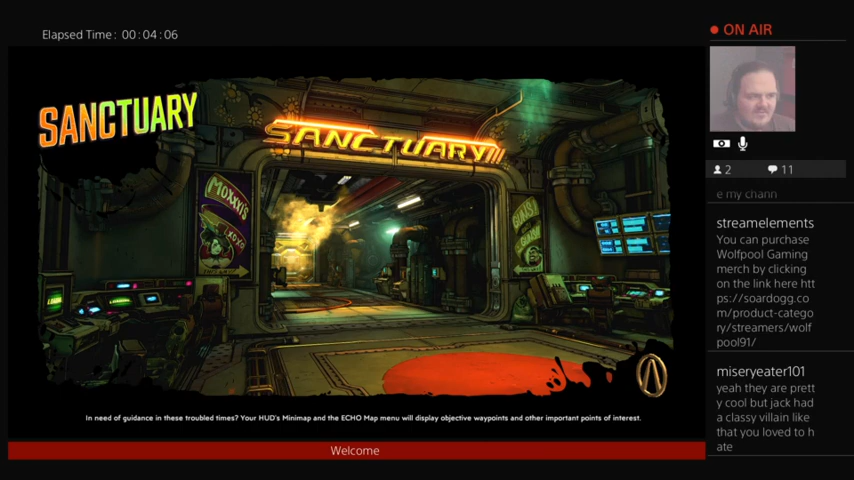 Elapsed Time: 00:04:06
ON AIR
SANCTUARY
SANCTUARY
MOXXI'S
GUNS!
2
11
e my chann
streamelements
You can purchase
Wolfpool Gaming
merch by clicking
on the link here htt
ps://soardogg.co
m/product-catego
ry/streamers/wolf
pool91/
miseryeater101
yeah they are prett
y cool but jack had
a classy villain like
that you loved to h
ate
In need of guidance in these troubled times? Your HUD's Minimap and the ECHO Map menu will display objective waypoints and other important points of interest.
Welcome